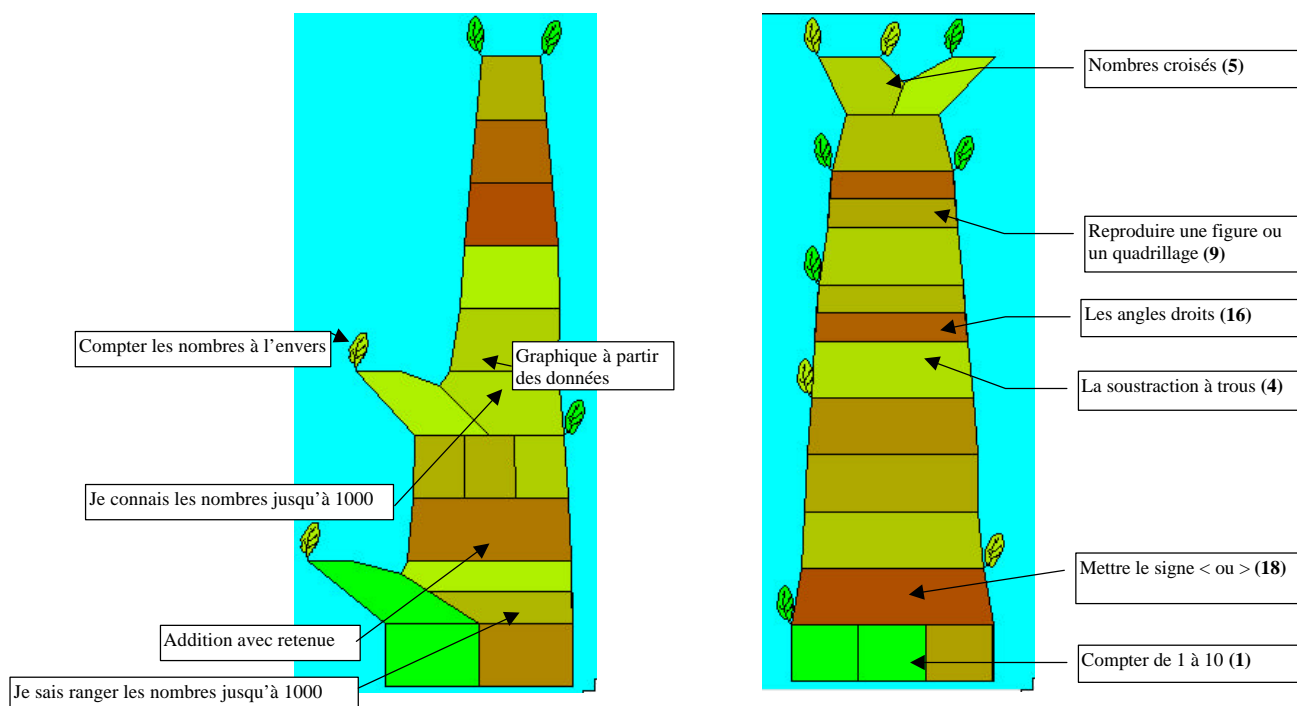 Compter les nombres à l’envers
Graphique à partir
des données
Je connais les nombres jusqu’à 1000
Addition avec retenue
Je sais ranger les nombres jusqu’à 1000
Nombres croisés (5)
Reproduire une figure ou
un quadrillage (9)
Les angles droits (16)
La soustraction à trous (4)
Mettre le signe < ou > (18)
Compter de 1 à 10 (1)